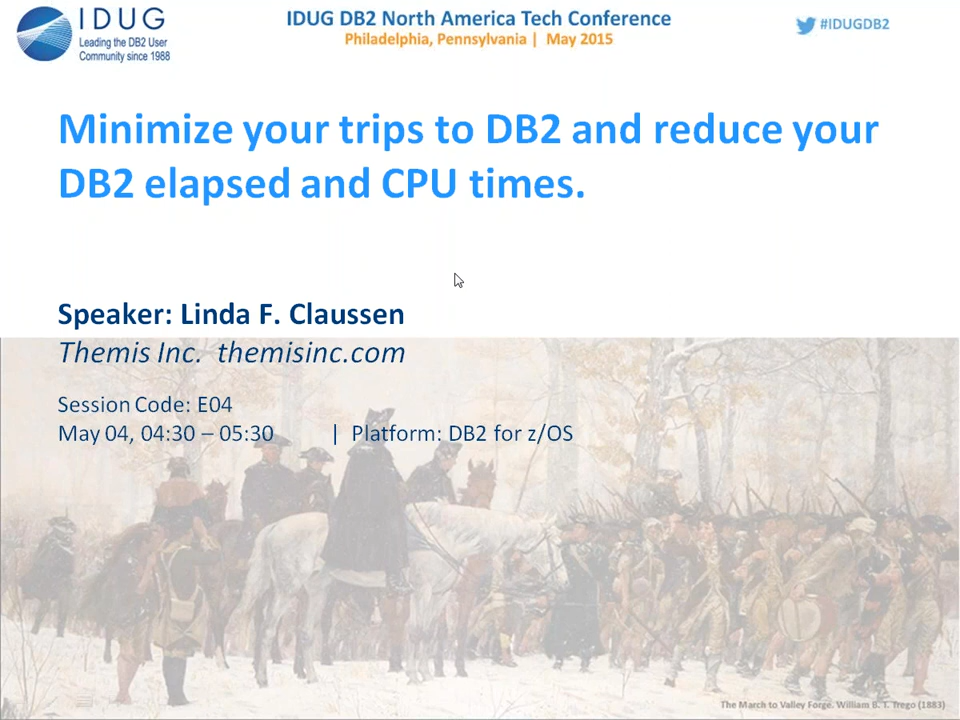 IDUG
Leading the DB2 User
Community since 1988
IDUG DB2 North America Tech Conference
Philadelphia, Pennsylvania | May 2015
#IDUGDB2
Minimize your trips to DB2 and reduce your
DB2 elapsed and CPU times.
Speaker: Linda F. Claussen
Themis Inc. themisinc.com
Session Code: E04
May 04, 04:30 – 05:30 | Platform: DB2 for z/OS
The March to Valley Forge. William B. T. Trego (1883)